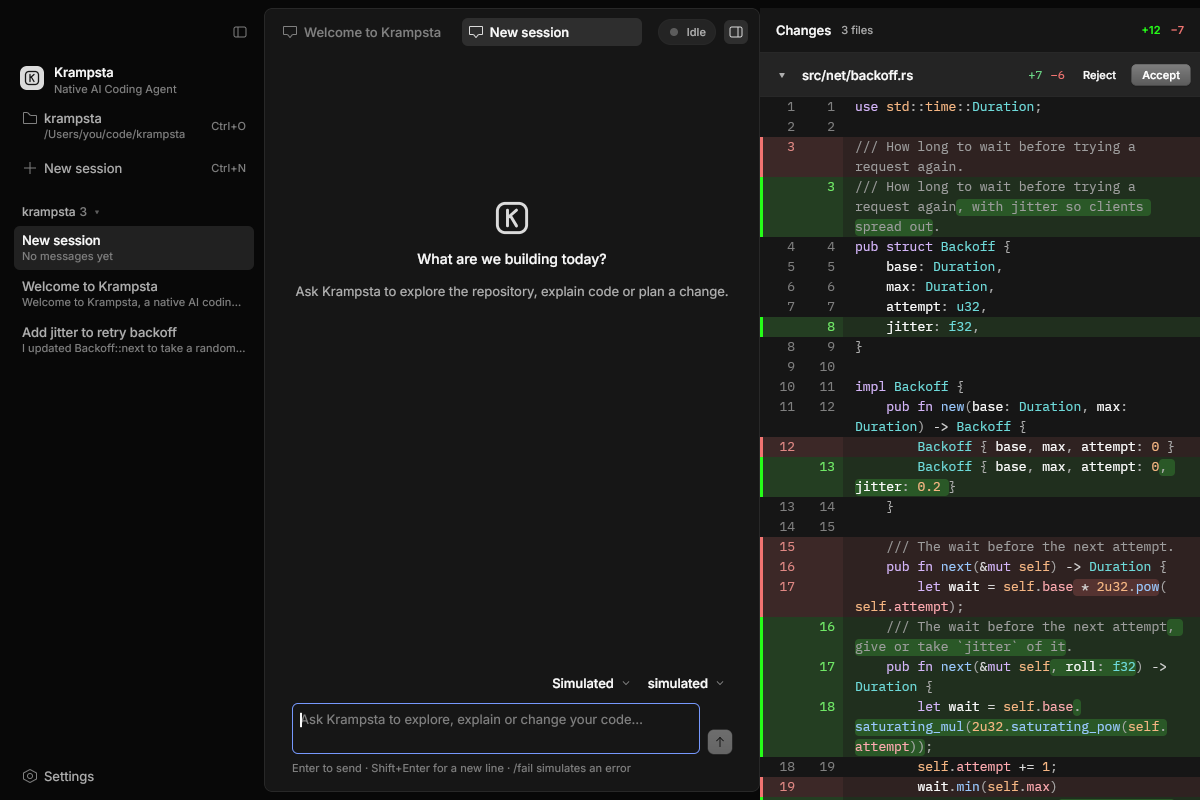 Krampsta
Native AI Coding Agent
krampsta
/Users/you/code/krampsta
Ctrl+O
New session
Ctrl+N
krampsta 3
New session
No messages yet
Welcome to Krampsta
Welcome to Krampsta, a native AI codin...
Add jitter to retry backoff
I updated Backoff::next to take a random...
Settings
Welcome to Krampsta
New session
Idle
K
What are we building today?
Ask Krampsta to explore the repository, explain code or plan a change.
Simulated
simulated
Ask Krampsta to explore, explain or change your code...
Enter to send · Shift+Enter for a new line · /fail simulates an error
Changes 3 files
+12 −7
src/net/backoff.rs
+7 −6
Reject
Accept
1 1 use std::time::Duration;
2 2
3 /// How long to wait before trying a
request again.
3 /// How long to wait before trying a
request again, with jitter so clients
spread out.
4 4 pub struct Backoff {
5 5 base: Duration,
6 6 max: Duration,
7 7 attempt: u32,
8 jitter: f32,
8 9 }
9 10
10 11 impl Backoff {
11 12 pub fn new(base: Duration, max:
Duration) -> Backoff {
12 Backoff { base, max, attempt: 0 }
13 Backoff { base, max, attempt: 0,
jitter: 0.2 }
13 14 }
14 15
15 /// The wait before the next attempt.
16 pub fn next(&mut self) -> Duration {
17 let wait = self.base * 2u32.pow(
self.attempt);
16 /// The wait before the next attempt,
give or take `jitter` of it.
17 pub fn next(&mut self, roll: f32) ->
Duration {
18 let wait = self.base.
saturating_mul(2u32.saturating_pow(self.
attempt));
18 19 self.attempt += 1;
19 wait.min(self.max)